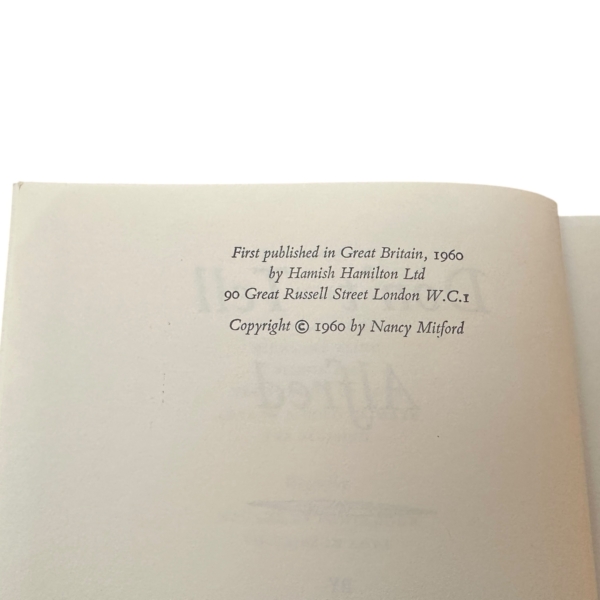 First published in Great Britain, 1960
by Hamish Hamilton Ltd
90 Great Russell Street London W.C.1
Copyright © 1960 by Nancy Mitford
Alfred